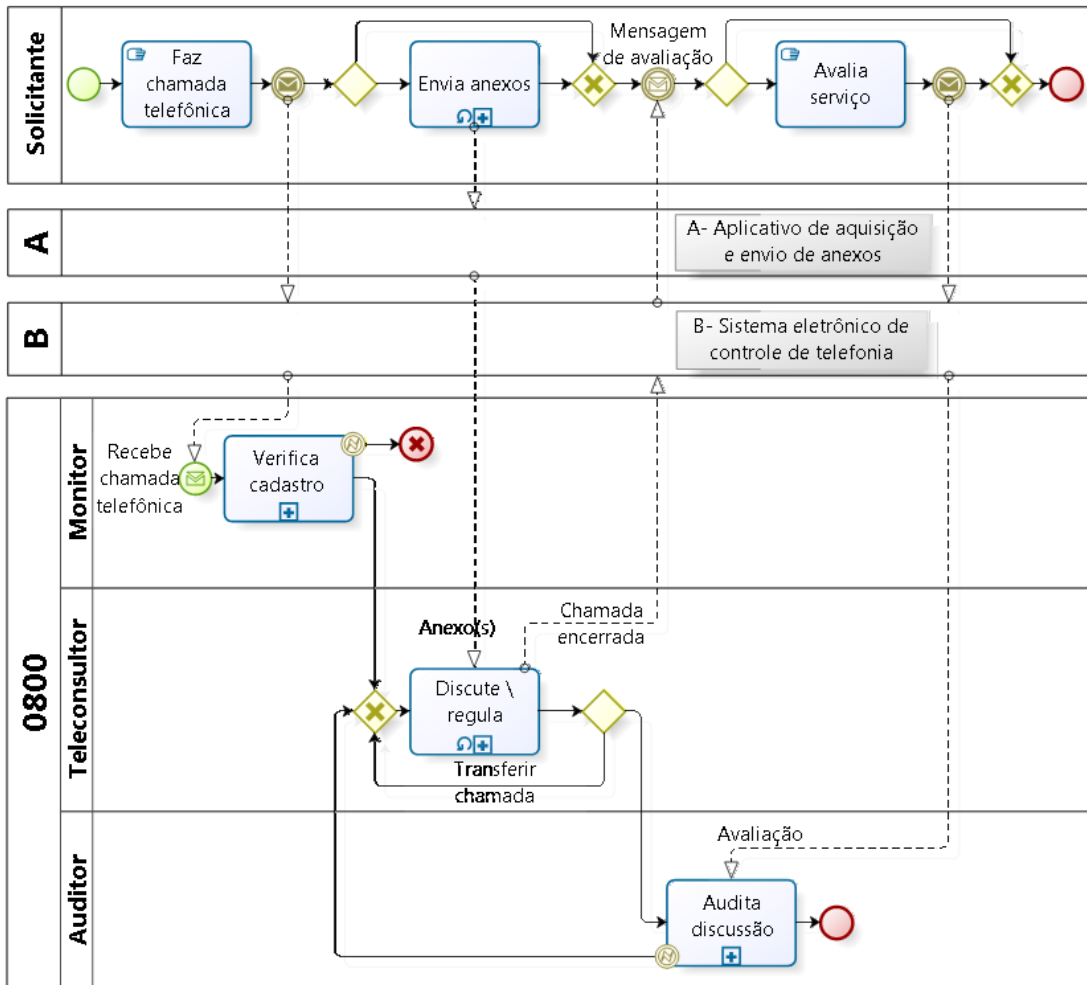 Solicitante
Faz
chamada
telefônica
Envia anexos
Mensagem
de avaliação
Avalia
serviço
A
A- Aplicativo de aquisição
e envio de anexos
B
B- Sistema eletrônico de
controle de telefonia
0800
Monitor
Recebe
chamada
telefônica
Verifica
cadastro
Teleconsultor
Anexo(s)
Chamada
encerrada
Discute \
regula
Transferir
chamada
Auditor
Avaliação
Audita
discussão